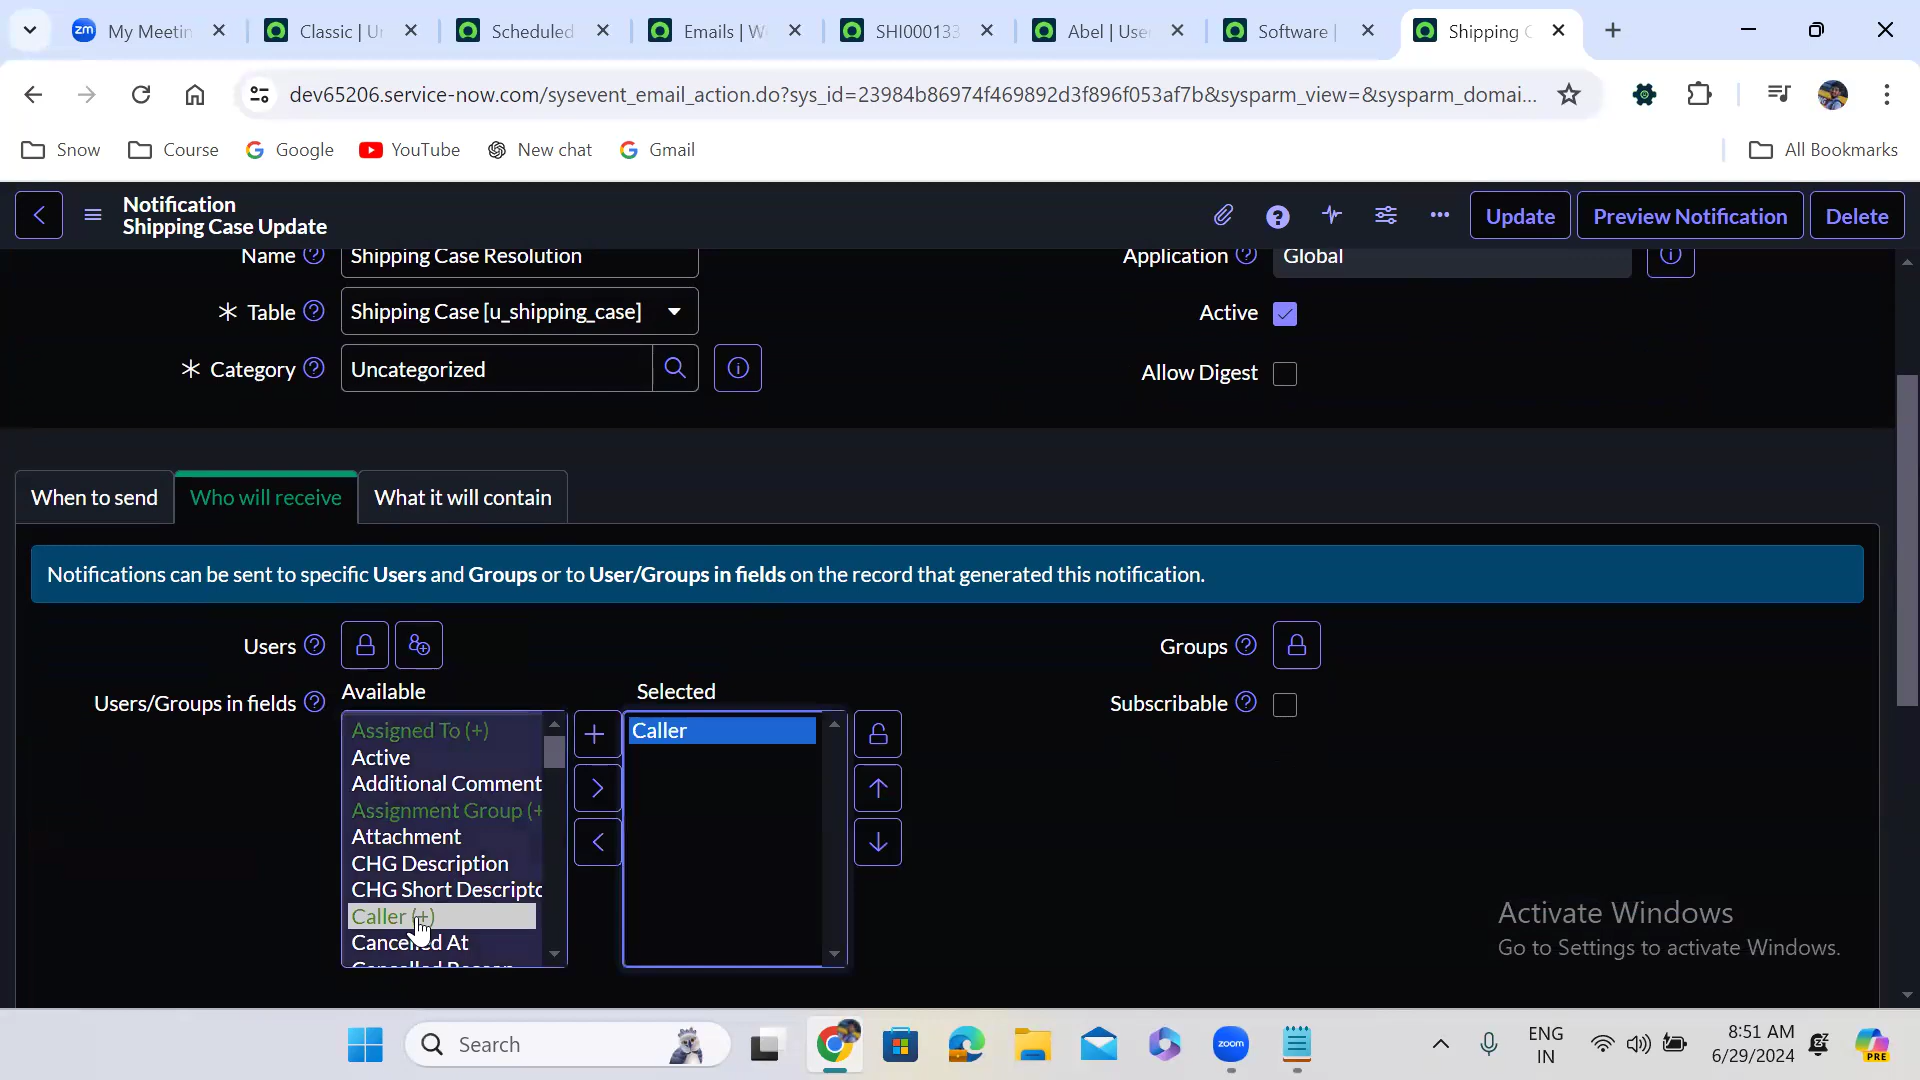 My Meetin
Classic | U
Scheduled
Emails | W
SHI000133
Abel | Use
Software |
Shipping C
dev65206.service-now.com/sysevent_email_action.do?sys_id=23984b86974f469892d3f896f053af7b&sysparm_view=&sysparm_domai...
Snow
Course
Google
YouTube
New chat
Gmail
All Bookmarks
Notification
Shipping Case Update
Update
Preview Notification
Delete
Name
Shipping Case Resolution
Application
Global
Table
Shipping Case [u_shipping_case]
Active
Category
Uncategorized
Allow Digest
When to send
Who will receive
What it will contain
Notifications can be sent to specific Users and Groups or to User/Groups in fields on the record that generated this notification.
Users
Groups
Users/Groups in fields
Available
Selected
Subscribable
Assigned To (+)
Active
Additional Comment
Assignment Group (+
Attachment
CHG Description
CHG Short Descripto
Caller (+)
Cancelled At
Cancelled Reason
Caller
Activate Windows
Go to Settings to activate Windows.
Search
zoom
ENG
IN
8:51 AM
6/29/2024
PRE